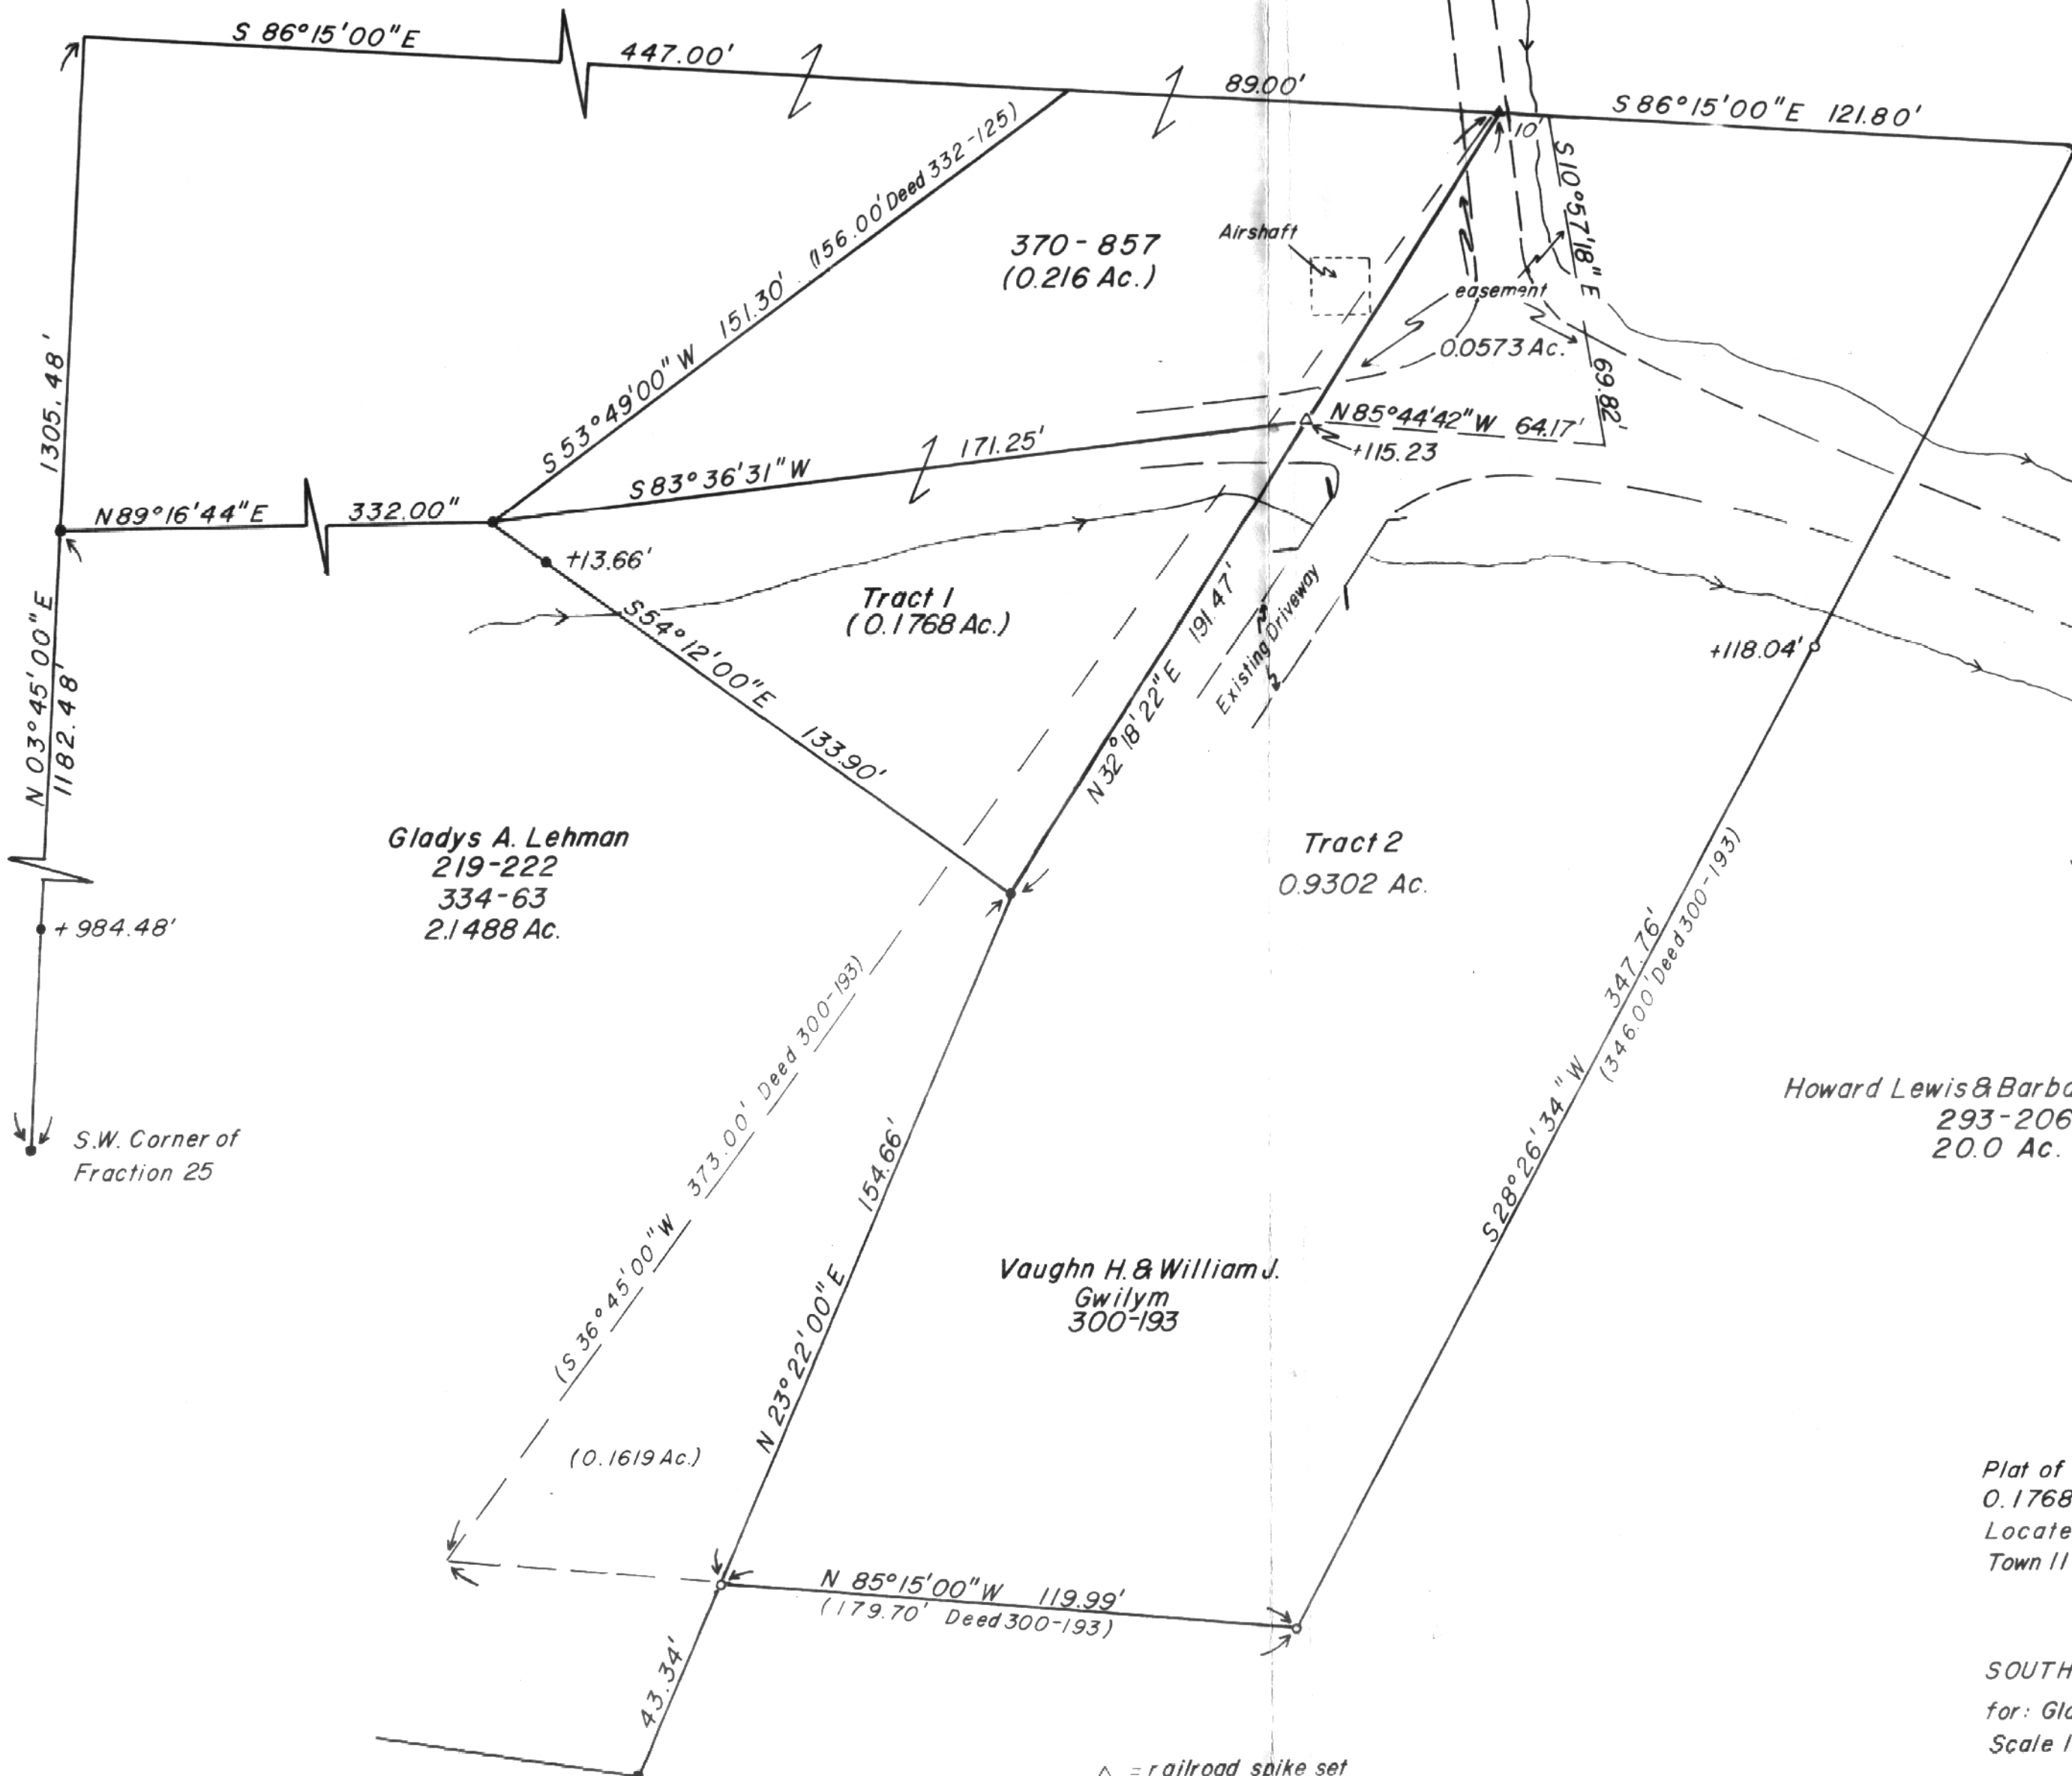 S 86°15'00"E
447.00'
89.00'
S 86°15'00"E 121.80'
10'
S 10°57'18" E
69.82'
(156.00' Deed 332-125)
S 53°49'00" W 151.30'
370-857
(0.216 Ac.)
Airshaft
easement
0.0573 Ac.
1305.48'
N 85°44'42" W 64.17'
+115.23
S 83°36'31" W 171.25'
N 89°16'44" E 332.00"
+13.66'
Tract 1
(0.1768 Ac.)
S 54°12'00" E 133.90'
N 32°18'22" E 191.47'
Existing Driveway
+118.04'
N 03°45'00" E
1182.48'
Gladys A. Lehman
219-222
334-63
2.1488 Ac.
Tract 2
0.9302 Ac.
+984.48'
S 28°26'34" W 347.76'
(346.00' Deed 300-193)
S.W. Corner of
Fraction 25
(S 36°45'00" W 373.00' Deed 300-193)
N 23°22'00" E 154.66'
Howard Lewis &
293-206
20.0 Ac.
Vaughn H. & William J.
Gwilym
300-193
(0.1619 Ac.)
N 85°15'00" W 119.99'
(179.70' Deed 300-193)
43.34'
Plat of
0.1768
Locate
Town 11
SOUTH
for: Gla
Scale 1
△ = railroad spike set